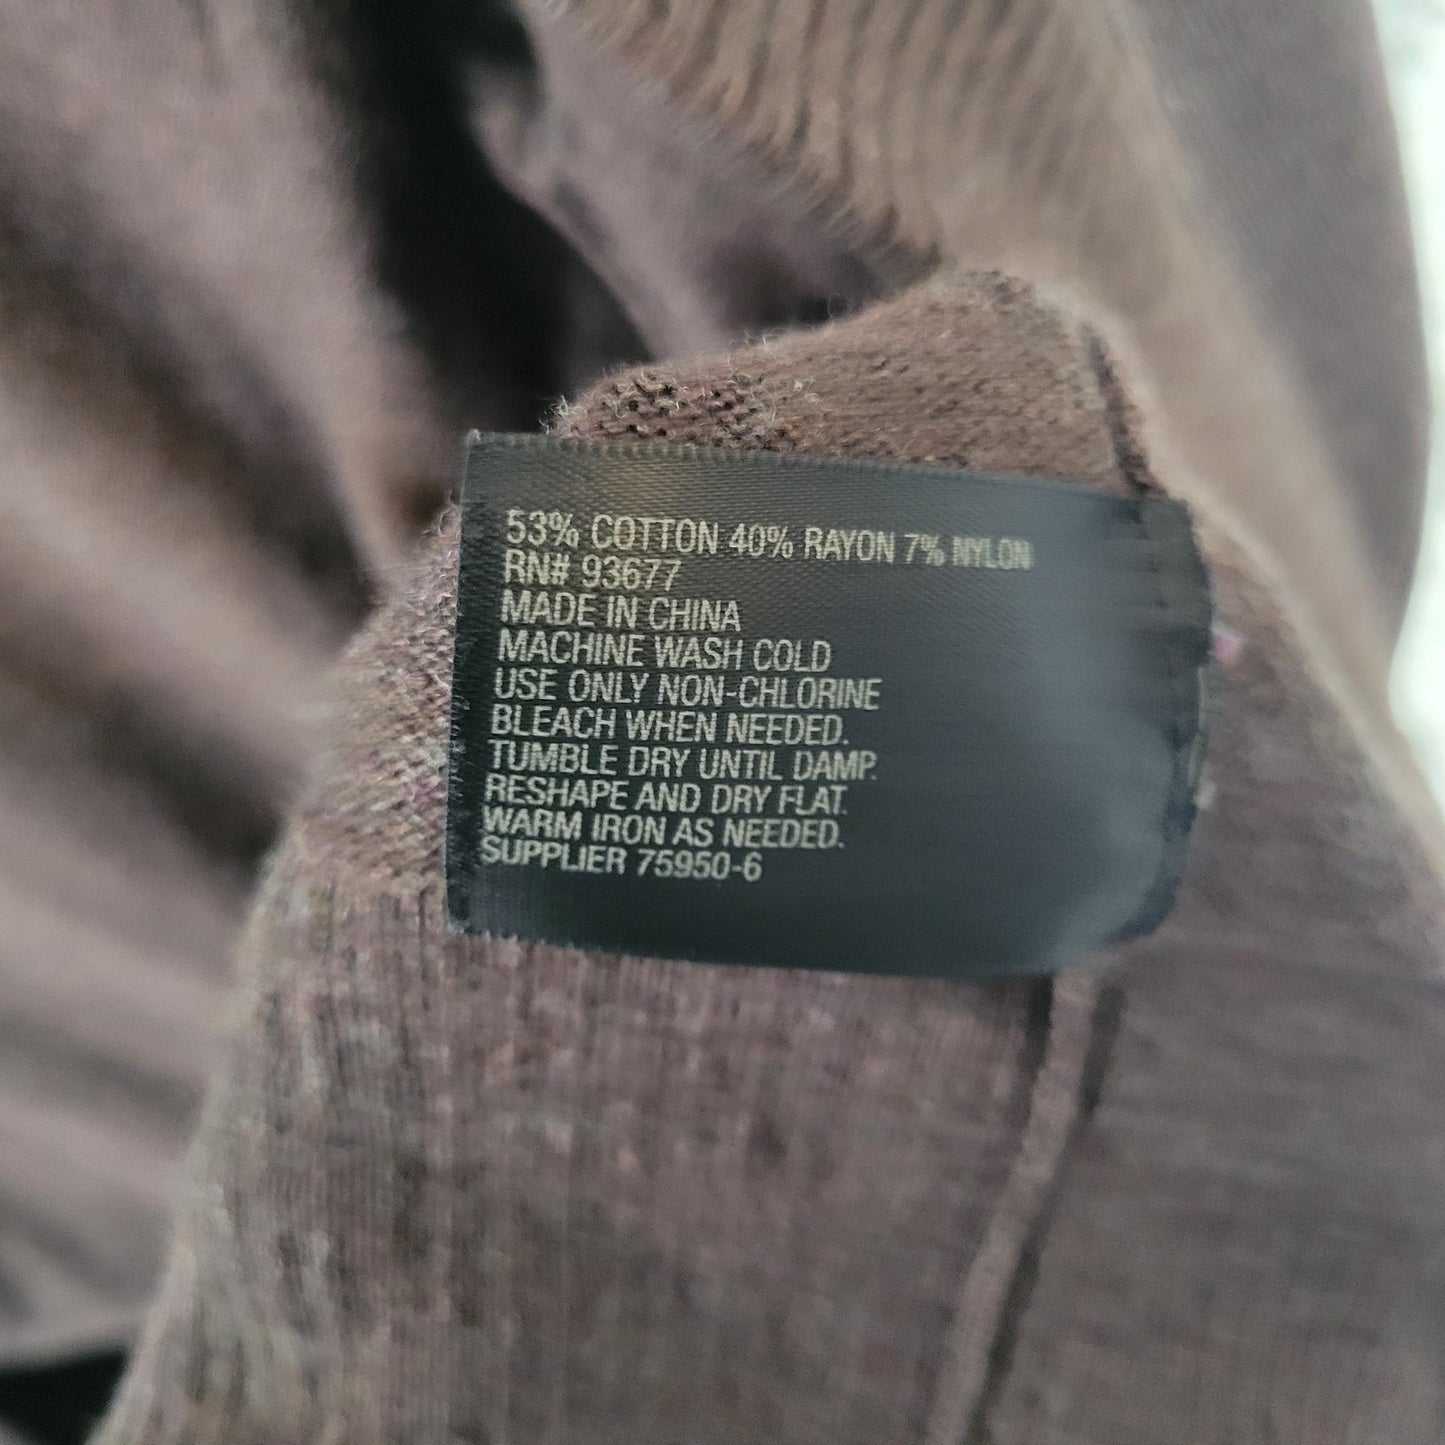 53% COTTON 40% RAYON 7% NYLON
RN# 93677
MADE IN CHINA
MACHINE WASH COLD
USE ONLY NON-CHLORINE
BLEACH WHEN NEEDED.
TUMBLE DRY UNTIL DAMP.
RESHAPE AND DRY FLAT.
WARM IRON AS NEEDED.
SUPPLIER 75950-6